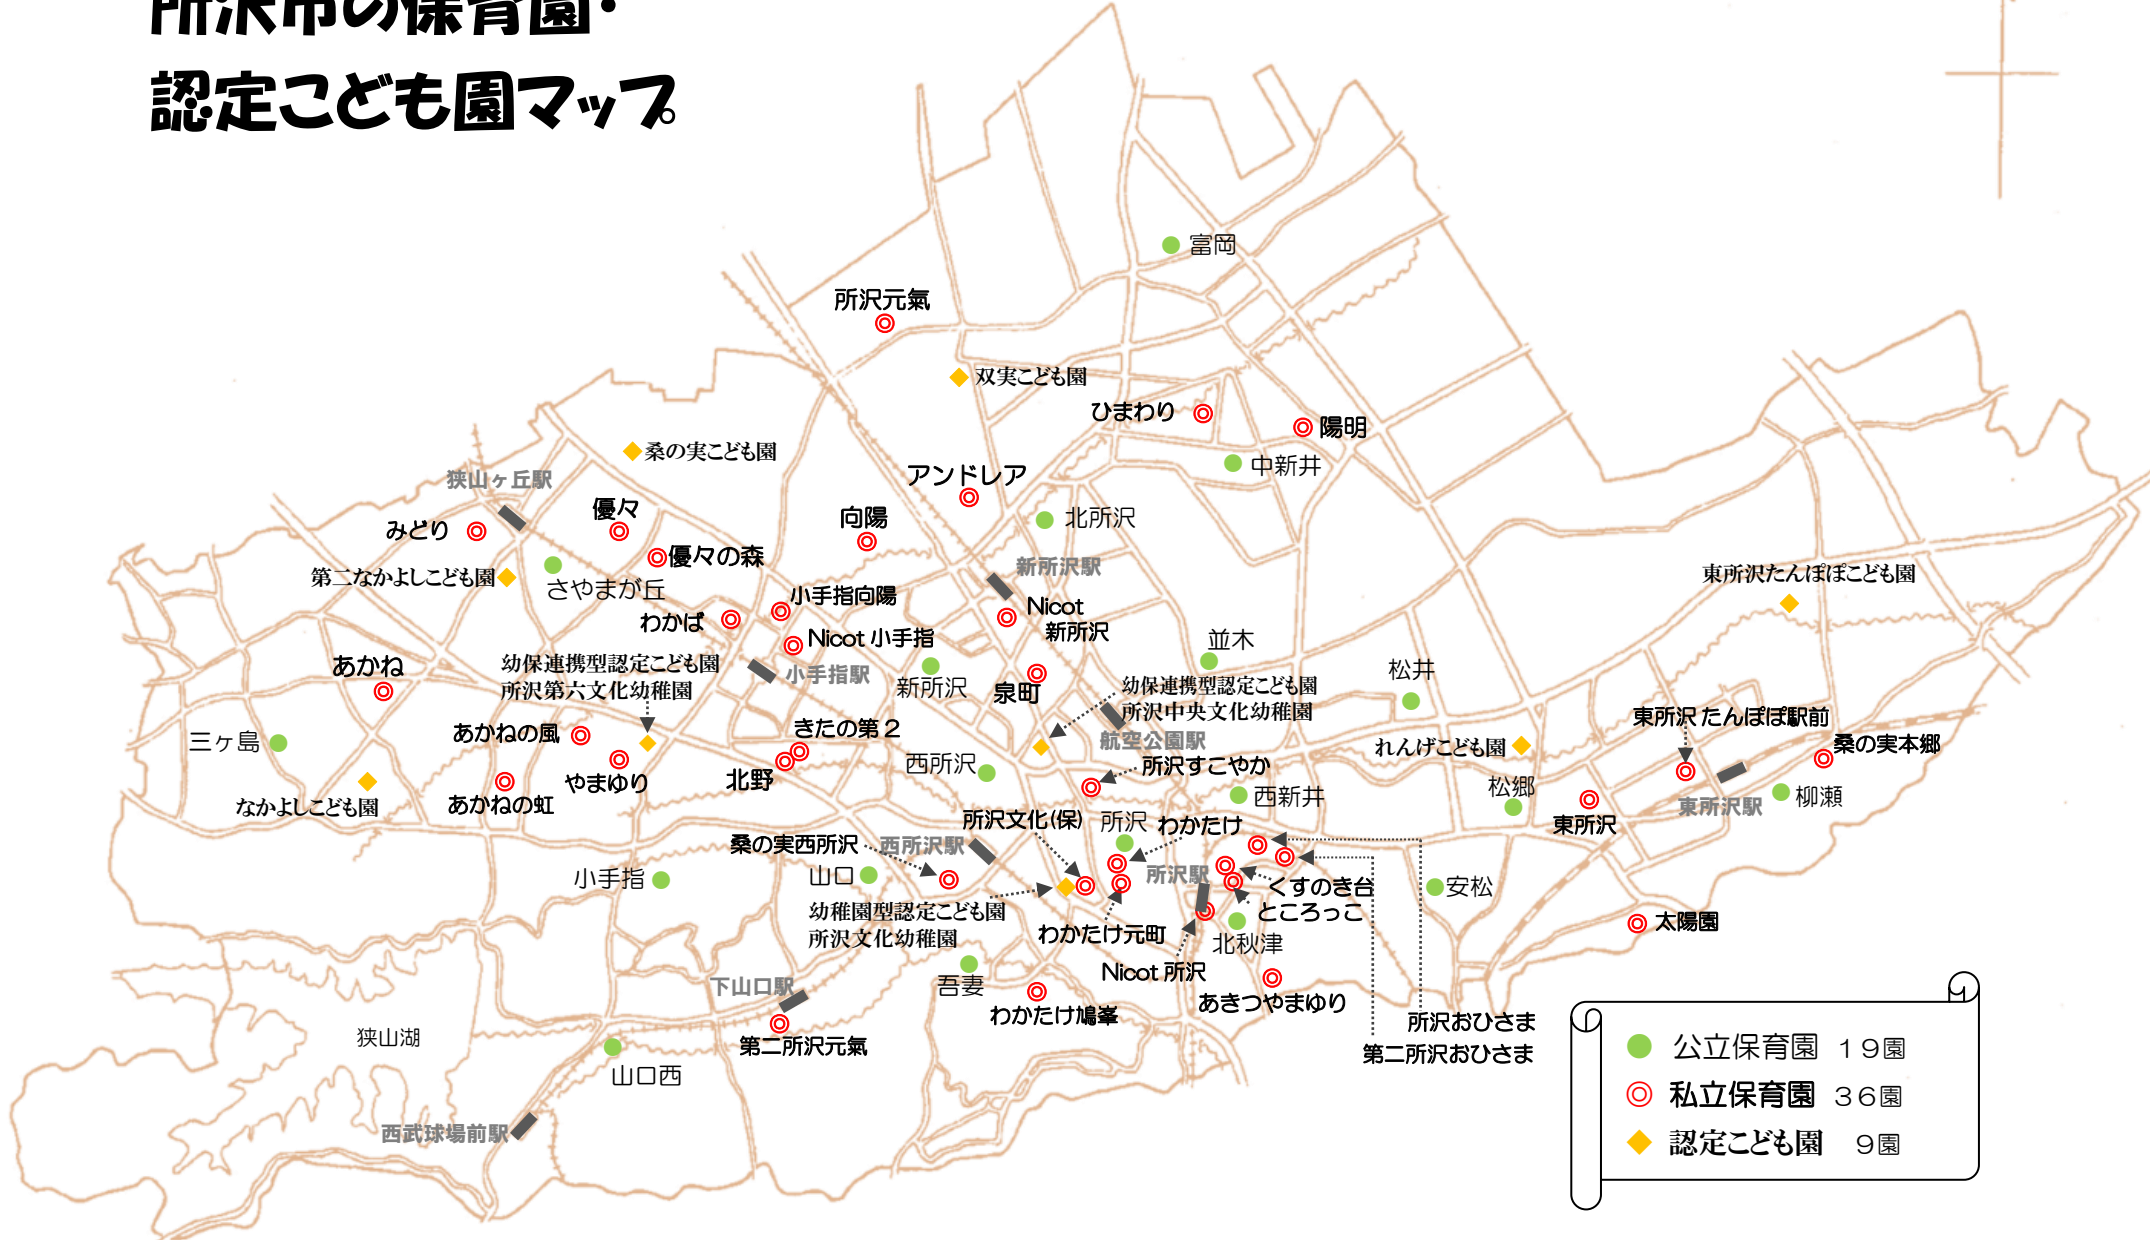 所沢市の保育園・
認定こども園マップ
富岡
所沢元氣
双実こども園
ひまわり
陽明
桑の実こども園
中新井
狭山ヶ丘駅
アンドレア
優々
向陽
北所沢
みどり
優々の森
新所沢駅
第二なかよしこども園
さやまが丘
東所沢たんぽぽこども園
小手指向陽
Nicot
新所沢
わかば
Nicot 小手指
並木
幼保連携型認定こども園
所沢第六文化幼稚園
あかね
小手指駅
新所沢
泉町
幼保連携型認定こども園
所沢中央文化幼稚園
松井
東所沢 たんぽぽ駅前
あかねの風
きたの第２
航空公園駅
れんげこども園
桑の実本郷
三ヶ島
西所沢
所沢すこやか
北野
やまゆり
松郷
西新井
柳瀬
東所沢駅
なかよしこども園
あかねの虹
所沢文化(保)
所沢
わかたけ
東所沢
桑の実西所沢
西所沢駅
小手指
山口
所沢駅
くすのき台
ところっこ
安松
幼稚園型認定こども園
所沢文化幼稚園
わかたけ元町
太陽園
北秋津
Nicot 所沢
下山口駅
吾妻
あきつやまゆり
わかたけ鳩峯
所沢おひさま
狭山湖
第二所沢元氣
第二所沢おひさま
山口西
西武球場前駅
公立保育園 １９園
私立保育園 ３６園
認定こども園 ９園